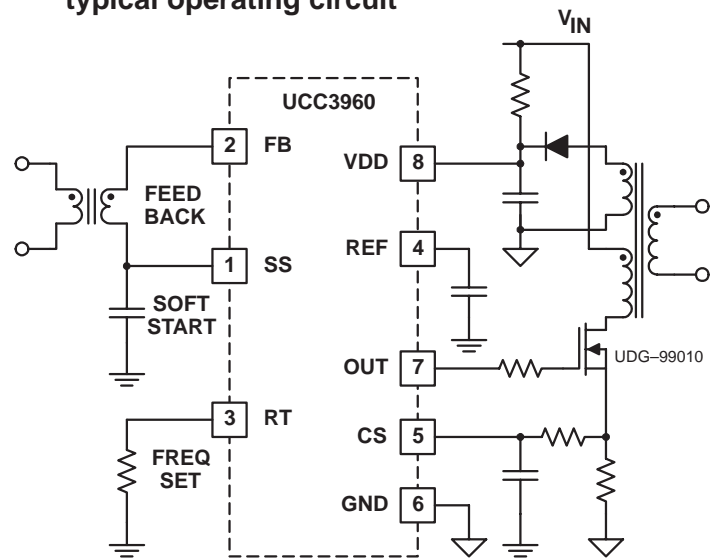 typical operating circuit
VIN
UCC3960
2 FB
VDD 8
FEED
BACK
REF 4
1 SS
SOFT
START
OUT 7
UDG–99010
3 RT
CS 5
FREQ
SET
GND 6